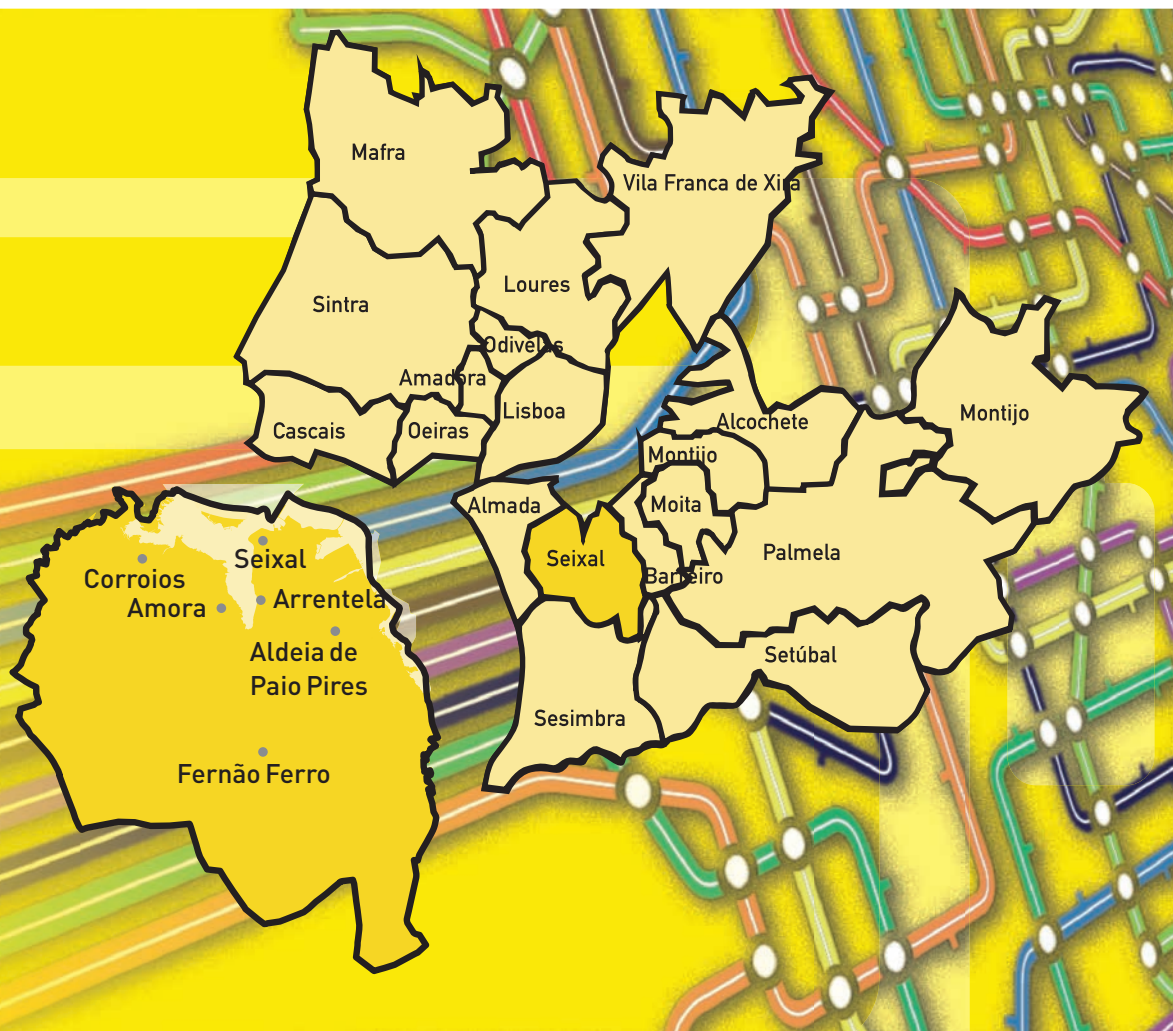 Mafra
Vila Franca de Xira
Loures
Sintra
Odivelas
Amadora
Lisboa
Cascais
Oeiras
Alcochete
Montijo
Montijo
Almada
Moita
Seixal
Palmela
Barreiro
Setúbal
Sesimbra
Seixal
Corroios
Amora
Arrentela
Aldeia de
Paio Pires
Fernão Ferro